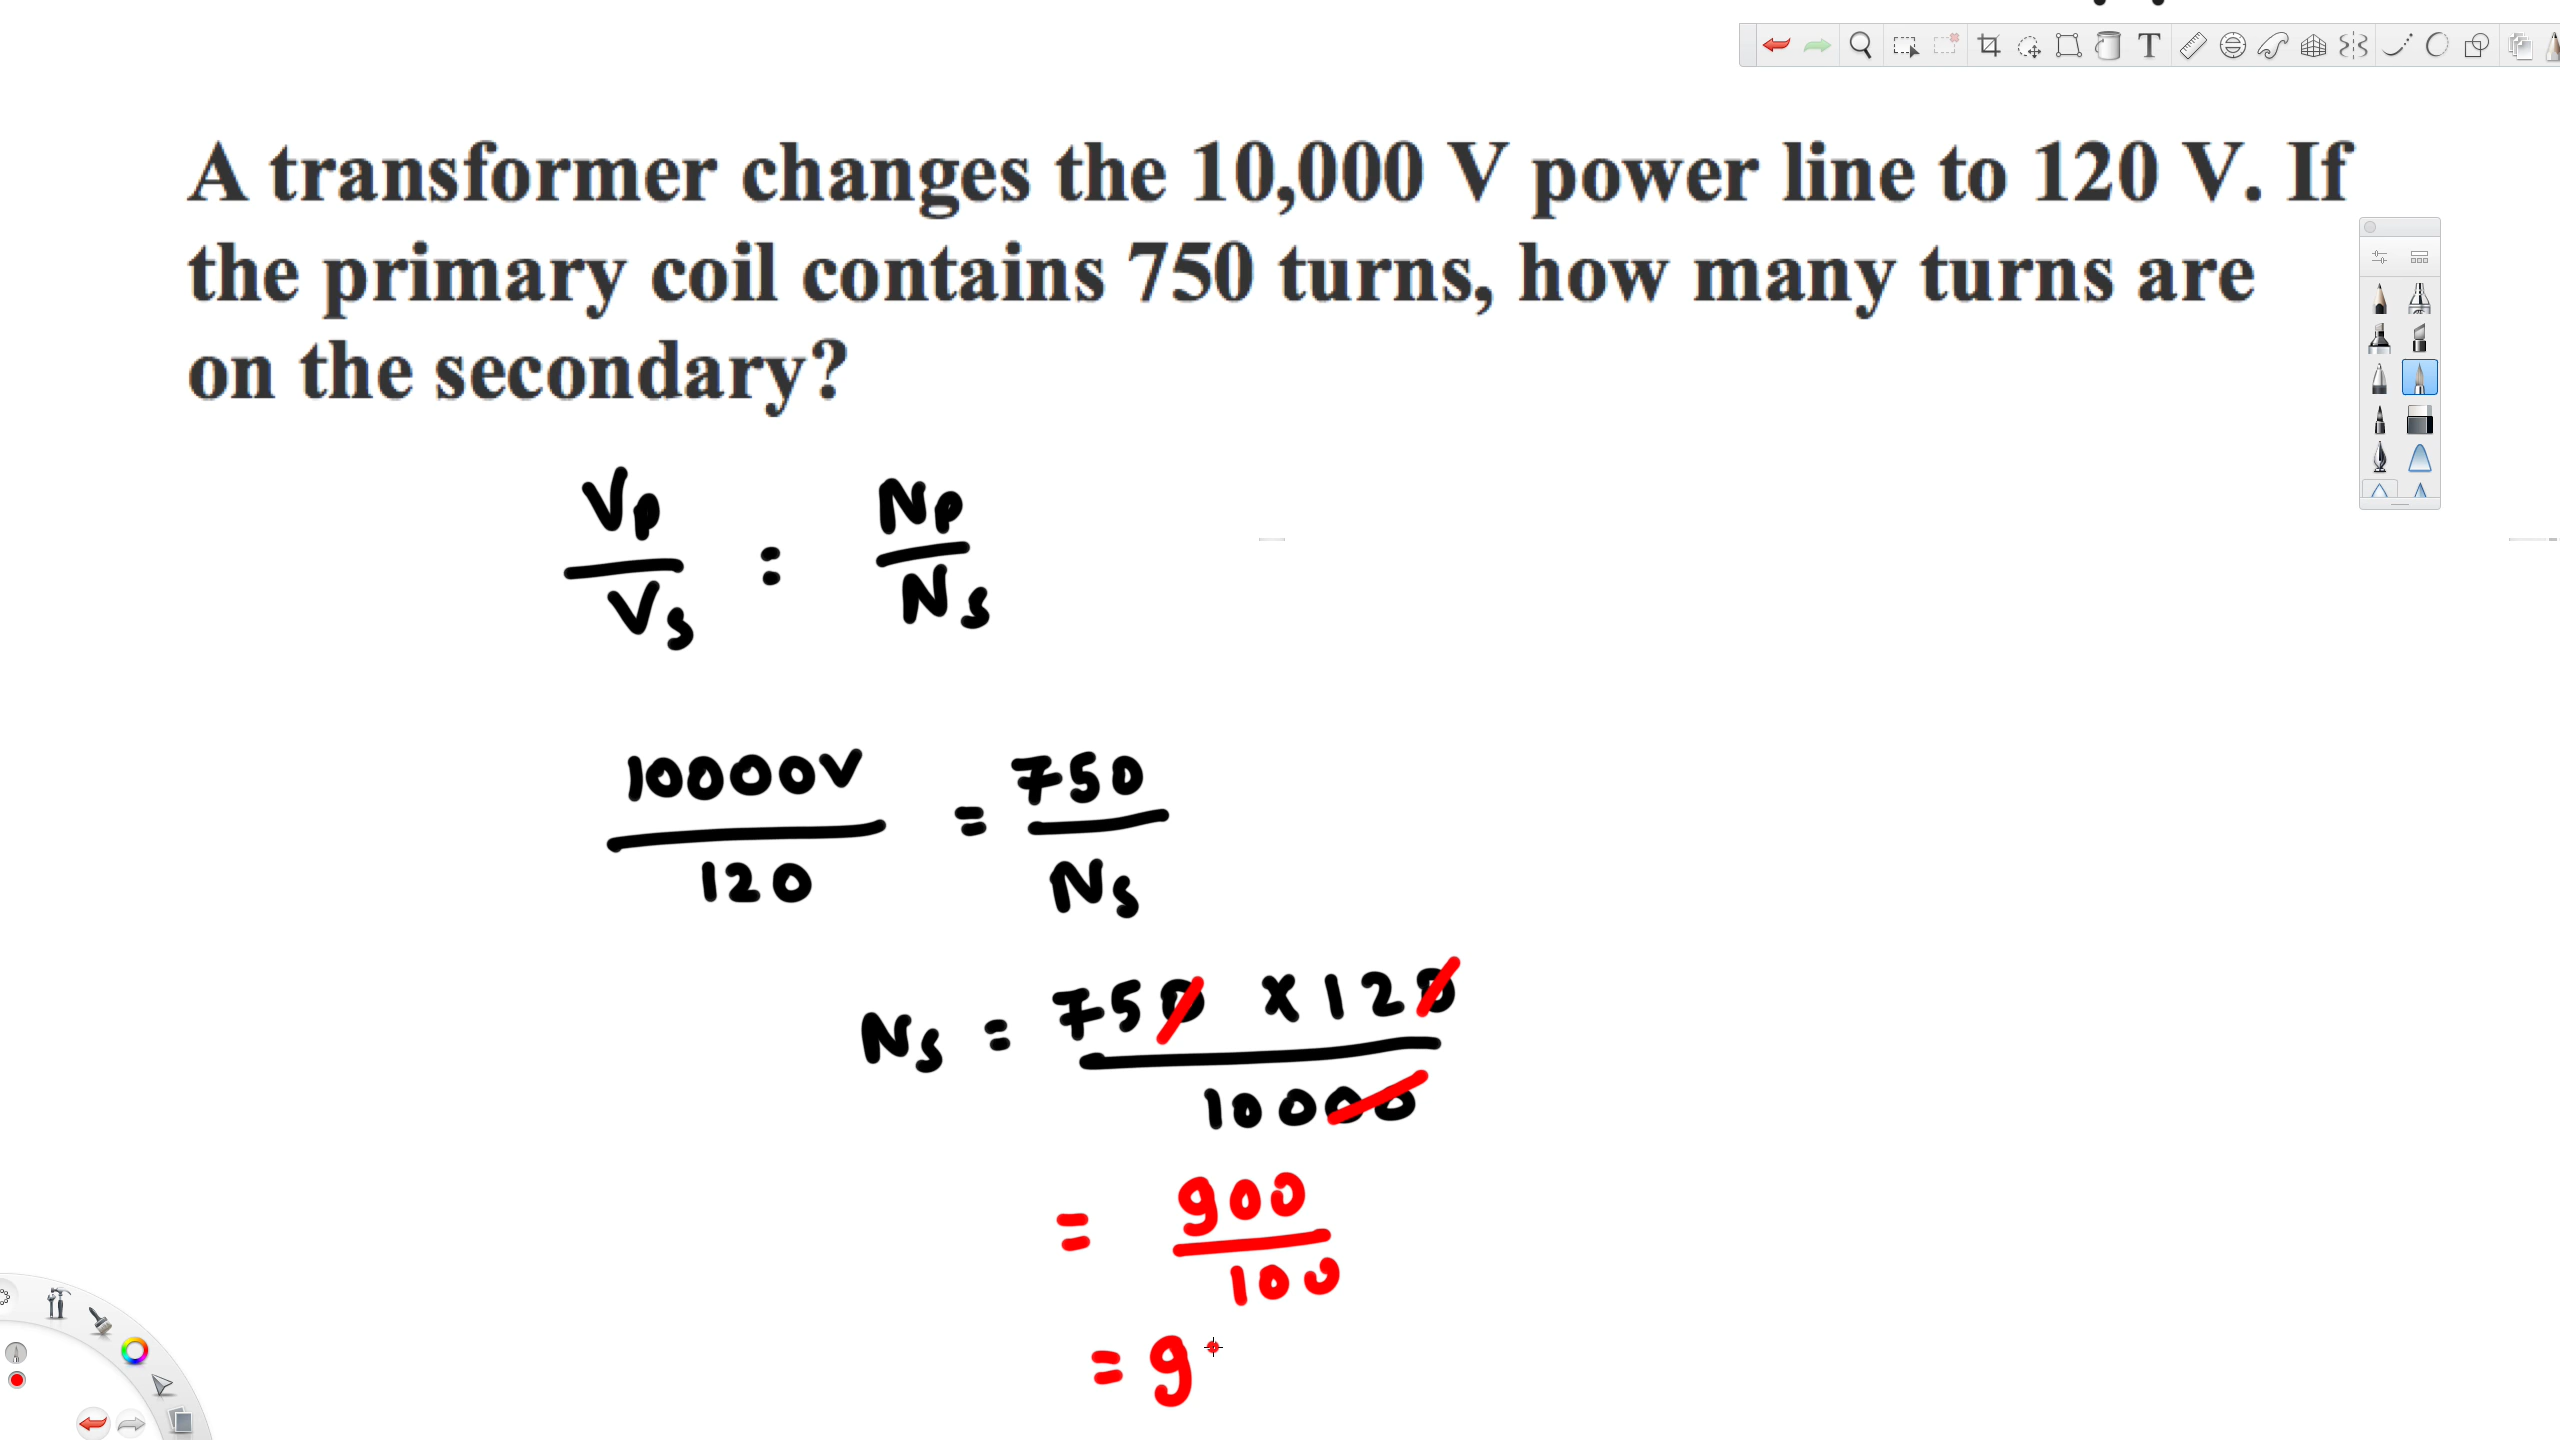 T
A transformer changes the 10,000 V power line to 120 V. If
the primary coil contains 750 turns, how many turns are
on the secondary?
Vp = Np
Vs Ns
10000V = 750
120 Ns
Ns = 750 x 120
10000
= 900
100
= 9